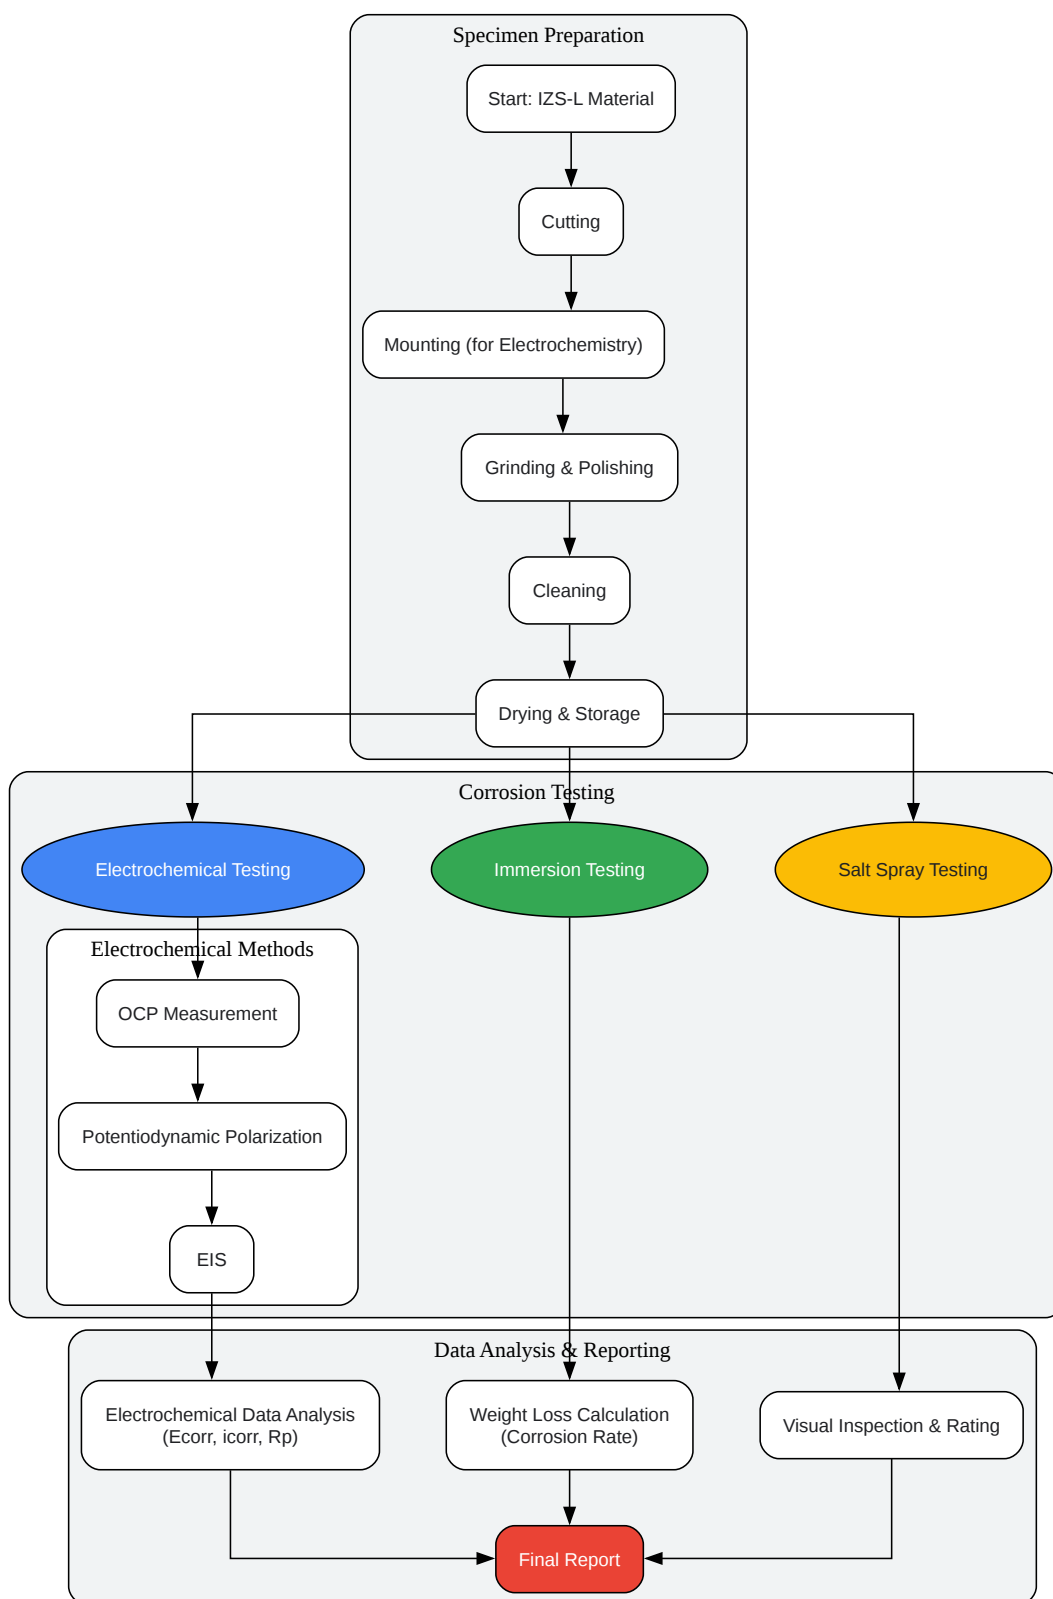 Specimen Preparation
Start: IZS-L Material
Cutting
Mounting (for Electrochemistry)
Grinding & Polishing
Cleaning
Drying & Storage
Corrosion Testing
Electrochemical Testing
Immersion Testing
Salt Spray Testing
Electrochemical Methods
OCP Measurement
Potentiodynamic Polarization
EIS
Data Analysis & Reporting
Electrochemical Data Analysis
(Ecorr, icorr, Rp)
Weight Loss Calculation
(Corrosion Rate)
Visual Inspection & Rating
Final Report